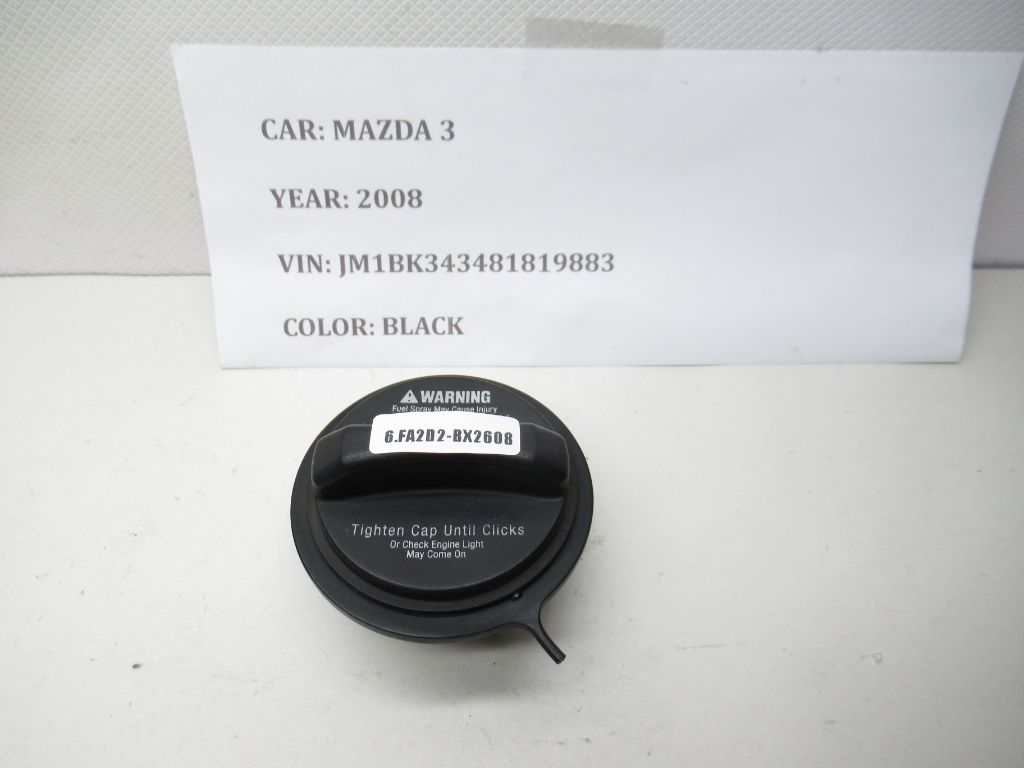 CAR: MAZDA 3
YEAR: 2008
VIN: JM1BK343481819883
COLOR: BLACK
WARNING
Fuel Spray May Cause Injury
6.FA2D2-BX2608
Tighten Cap Until Clicks
Or Check Engine Light
May Come On